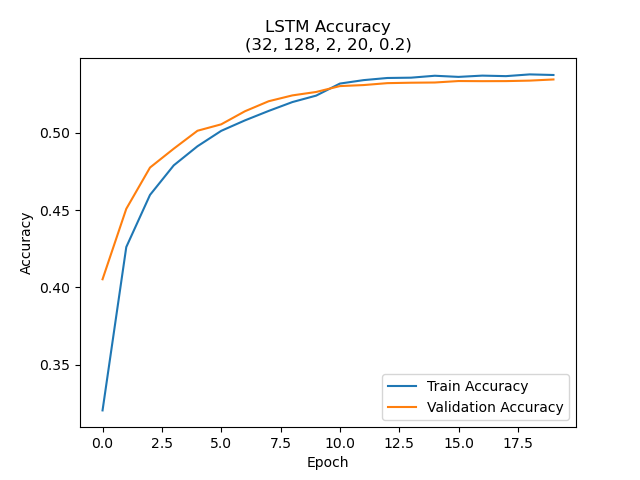 LSTM Accuracy
(32, 128, 2, 20, 0.2)
Accuracy
0.50
0.45
0.40
0.35
Train Accuracy
Validation Accuracy
0.0 2.5 5.0 7.5 10.0 12.5 15.0 17.5
Epoch